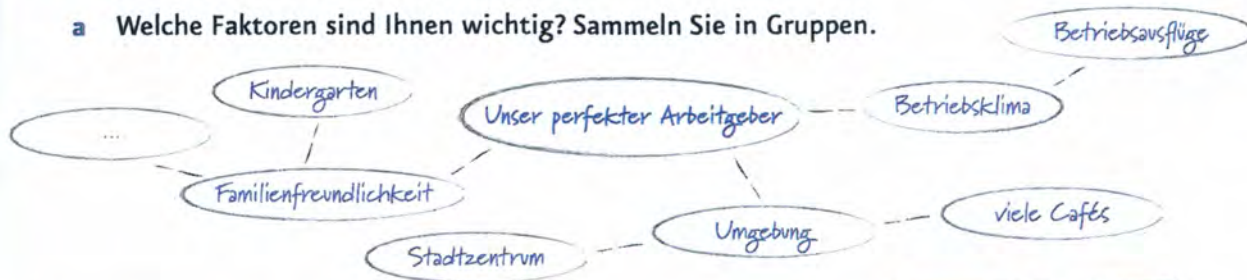 a Welche Faktoren sind Ihnen wichtig? Sammeln Sie in Gruppen.
Betriebsausflüge
Kindergarten
Unser perfekter Arbeitgeber
Betriebsklima
....
Familienfreundlichkeit
Umgebung
viele Cafés
Stadtzentrum